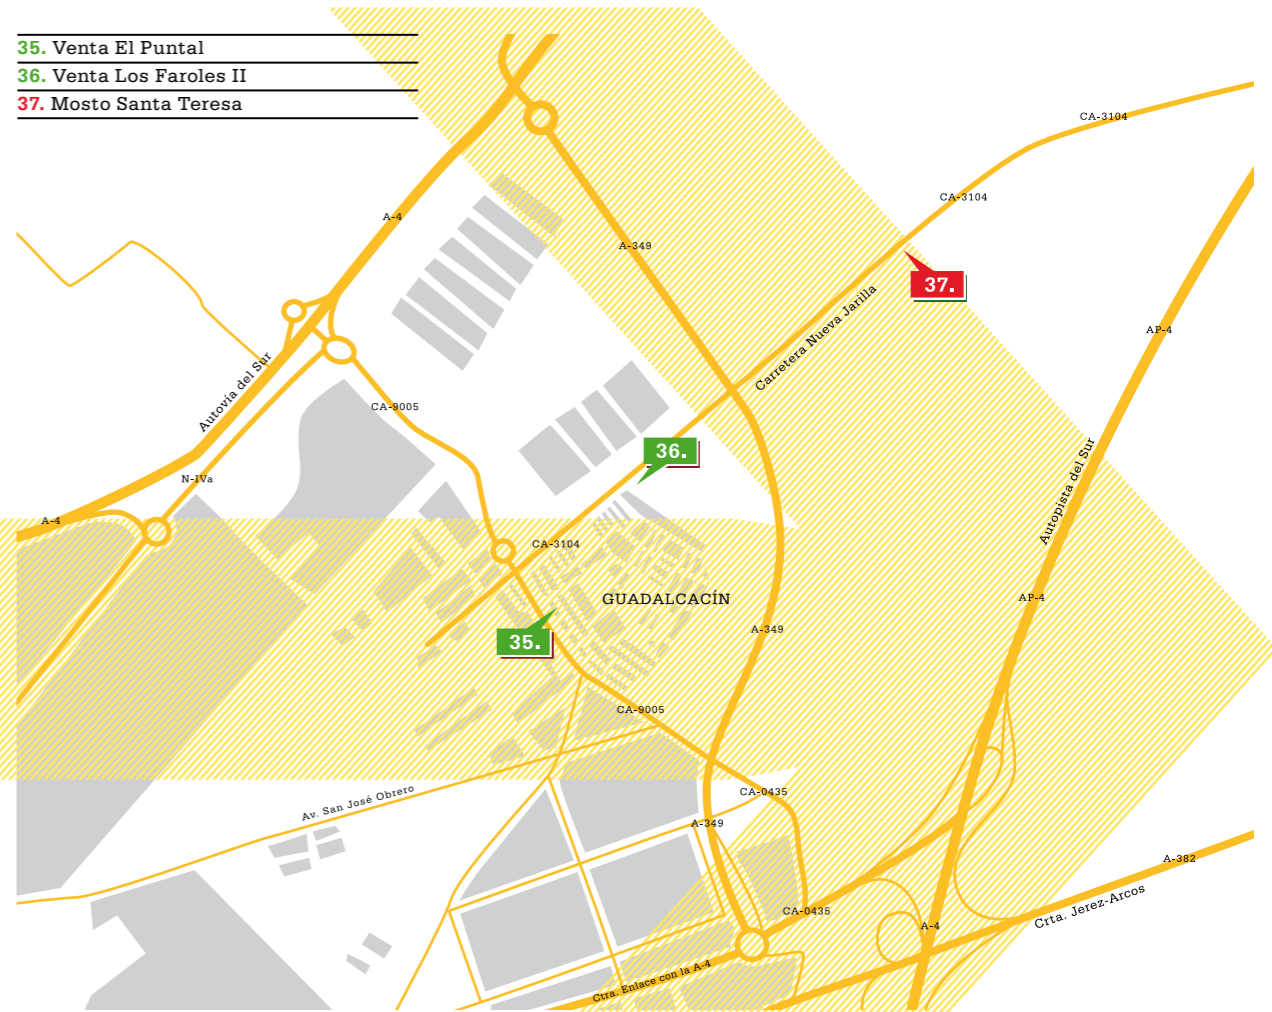 35. Venta El Puntal
36. Venta Los Faroles II
37. Mosto Santa Teresa
CA-3104
CA-3104
A-4
A-349
37.
Carretera Nueva Jarilla
AP-4
Autovía del Sur
CA-9005
36.
N-IVa
Autopista del Sur
A-4
CA-3104
GUADALCACÍN
AP-4
35.
A-349
CA-9005
Av. San José Obrero
CA-0435
A-349
A-382
Crta. Jerez-Arcos
CA-0435
A-4
Ctra. Enlace con la A-4